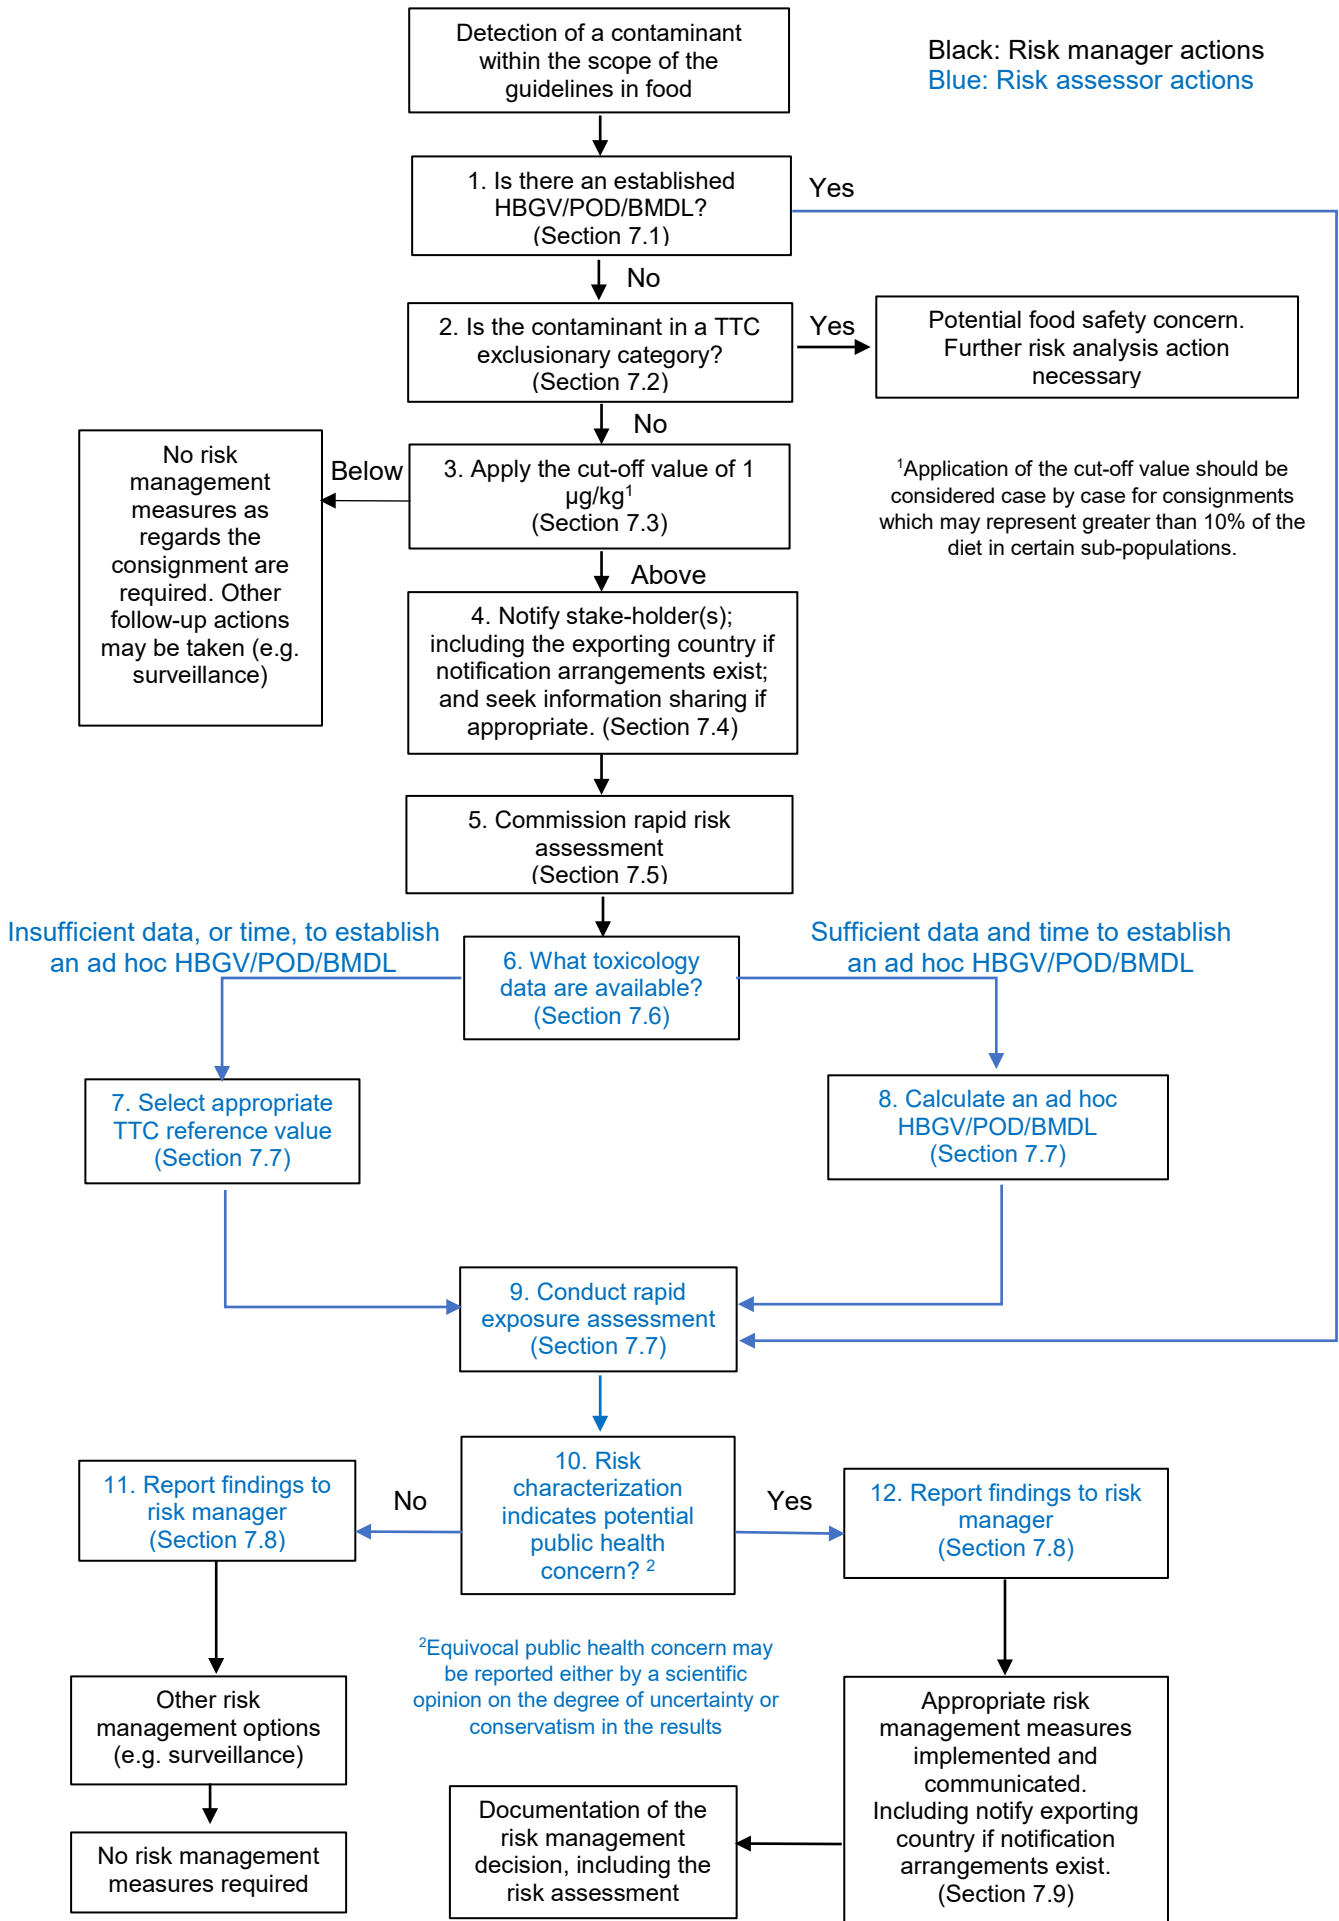 Detection of a contaminant
within the scope of the
guidelines in food
Black: Risk manager actions
Blue: Risk assessor actions
1. Is there an established
HBGV/POD/BMDL?
(Section 7.1)
Yes
No
2. Is the contaminant in a TTC
exclusionary category?
(Section 7.2)
Yes
Potential food safety concern.
Further risk analysis action
necessary
No
No risk
management
measures as
regards the
consignment are
required. Other
follow-up actions
may be taken (e.g.
surveillance)
Below
3. Apply the cut-off value of 1
µg/kg¹
(Section 7.3)
¹Application of the cut-off value should be
considered case by case for consignments
which may represent greater than 10% of the
diet in certain sub-populations.
Above
4. Notify stake-holder(s);
including the exporting country if
notification arrangements exist;
and seek information sharing if
appropriate. (Section 7.4)
5. Commission rapid risk
assessment
(Section 7.5)
Insufficient data, or time, to establish
an ad hoc HBGV/POD/BMDL
Sufficient data and time to establish
an ad hoc HBGV/POD/BMDL
6. What toxicology
data are available?
(Section 7.6)
7. Select appropriate
TTC reference value
(Section 7.7)
8. Calculate an ad hoc
HBGV/POD/BMDL
(Section 7.7)
9. Conduct rapid
exposure assessment
(Section 7.7)
10. Risk
characterization
indicates potential
public health
concern? ²
No
Yes
11. Report findings to
risk manager
(Section 7.8)
12. Report findings to risk
manager
(Section 7.8)
²Equivocal public health concern may
be reported either by a scientific
opinion on the degree of uncertainty or
conservatism in the results
Other risk
management options
(e.g. surveillance)
Appropriate risk
management measures
implemented and
communicated.
Including notify exporting
country if notification
arrangements exist.
(Section 7.9)
Documentation of the
risk management
decision, including the
risk assessment
No risk management
measures required